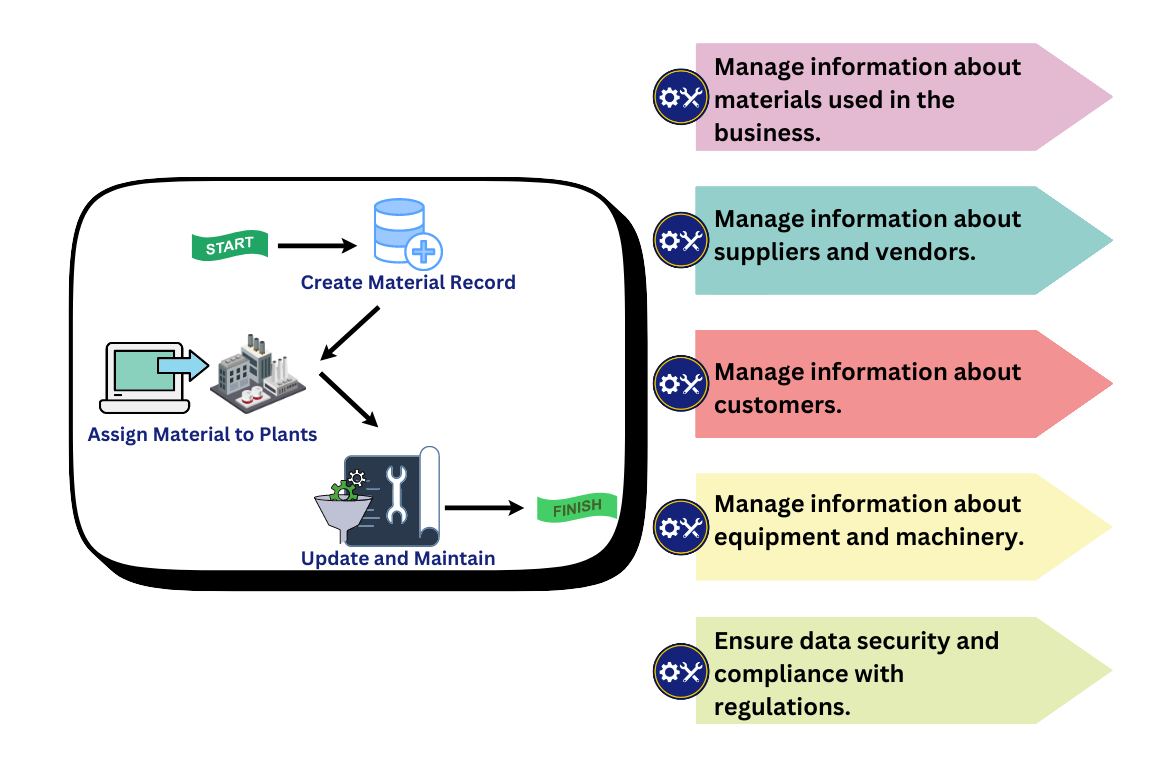 START
Create Material Record
Assign Material to Plants
Update and Maintain
FINISH
Manage information about
materials used in the
business.
Manage information about
suppliers and vendors.
Manage information about
customers.
Manage information about
equipment and machinery.
Ensure data security and
compliance with
regulations.